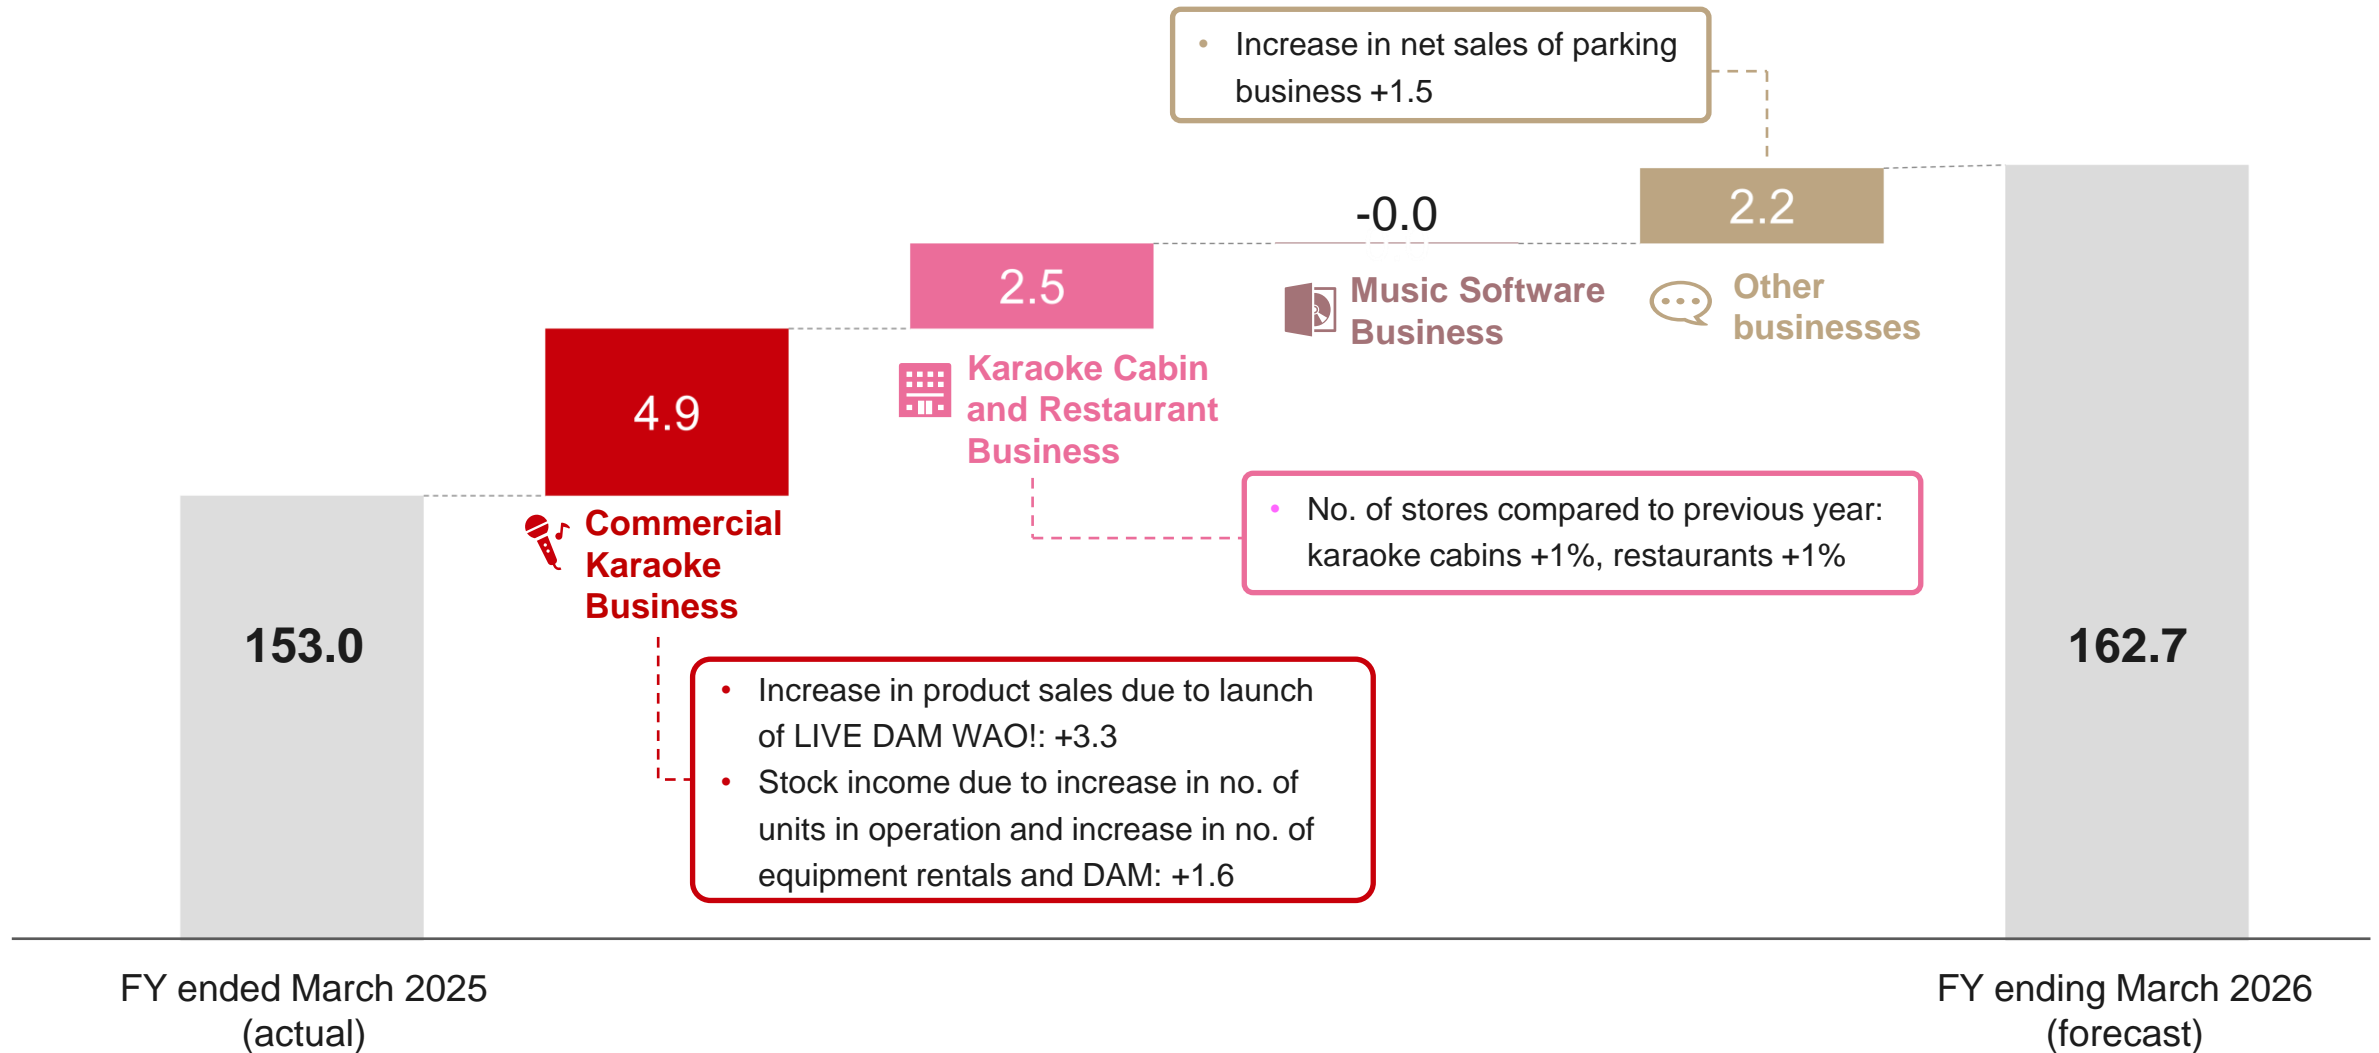 • Increase in net sales of parking
business +1.5
2.2
-0.0
2.5
Music Software
Business
Other
businesses
Karaoke Cabin
and Restaurant
Business
4.9
• No. of stores compared to previous year:
karaoke cabins +1%, restaurants +1%
Commercial
Karaoke
Business
153.0
162.7
• Increase in product sales due to launch
of LIVE DAM WAO!: +3.3
• Stock income due to increase in no. of
units in operation and increase in no. of
equipment rentals and DAM: +1.6
FY ended March 2025
(actual)
FY ending March 2026
(forecast)